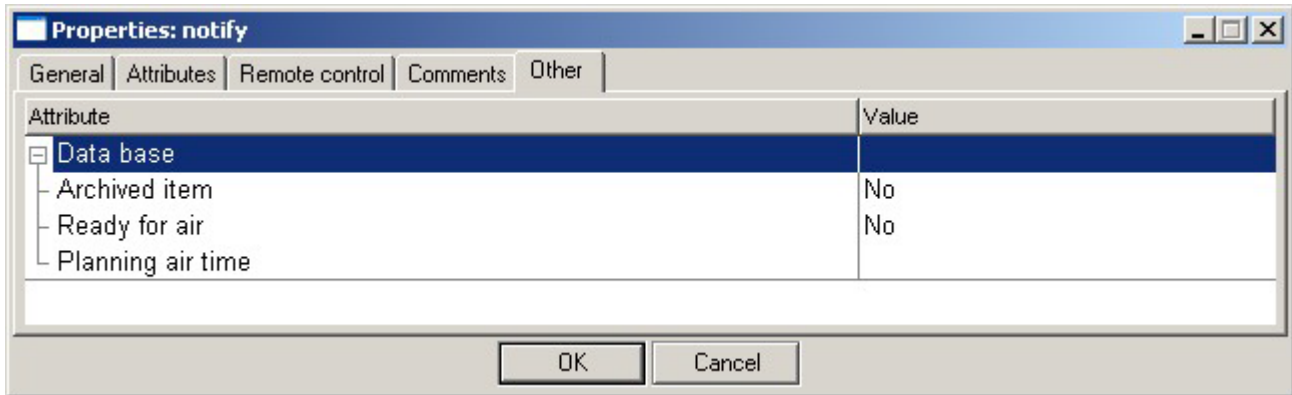 Properties: notify
General Attributes Remote control Comments Other
Attribute Value
Data base
Archived item No
Ready for air No
Planning air time
OK Cancel